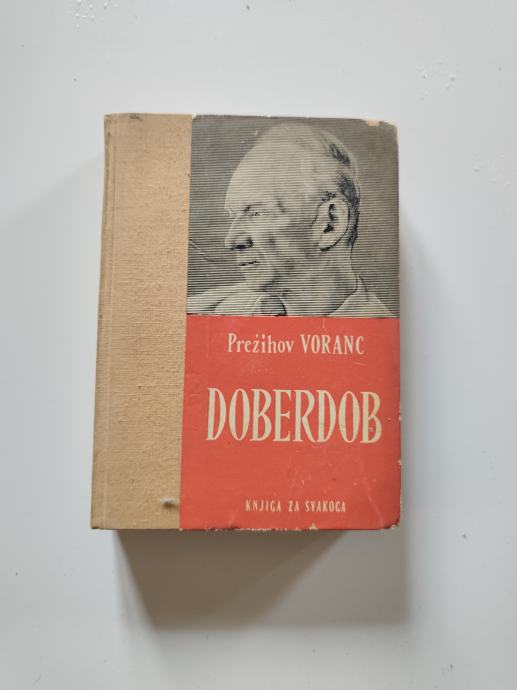 Prežihov VORANC
DOBERDOB
KNJIGA ZA SVAKOGA